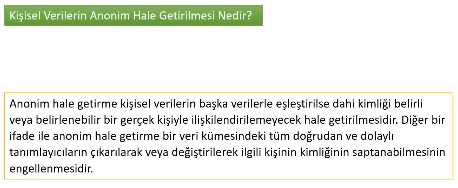 Kişisel Verilerin Anonim Hale Getirilmesi Nedir?
Anonim hale getirme kişisel verilerin başka verilerle eşleştirilse dahi kimliği belirli
veya belirlenebilir bir gerçek kişiyle ilişkilendirilemeyecek hale getirilmesidir. Diğer bir
ifade ile anonim hale getirme bir veri kümesindeki tüm doğrudan ve dolaylı
tanımlayıcıların çıkarılarak veya değiştirilerek ilgili kişinin kimliğinin saptanabilmesinin
engellenmesidir.